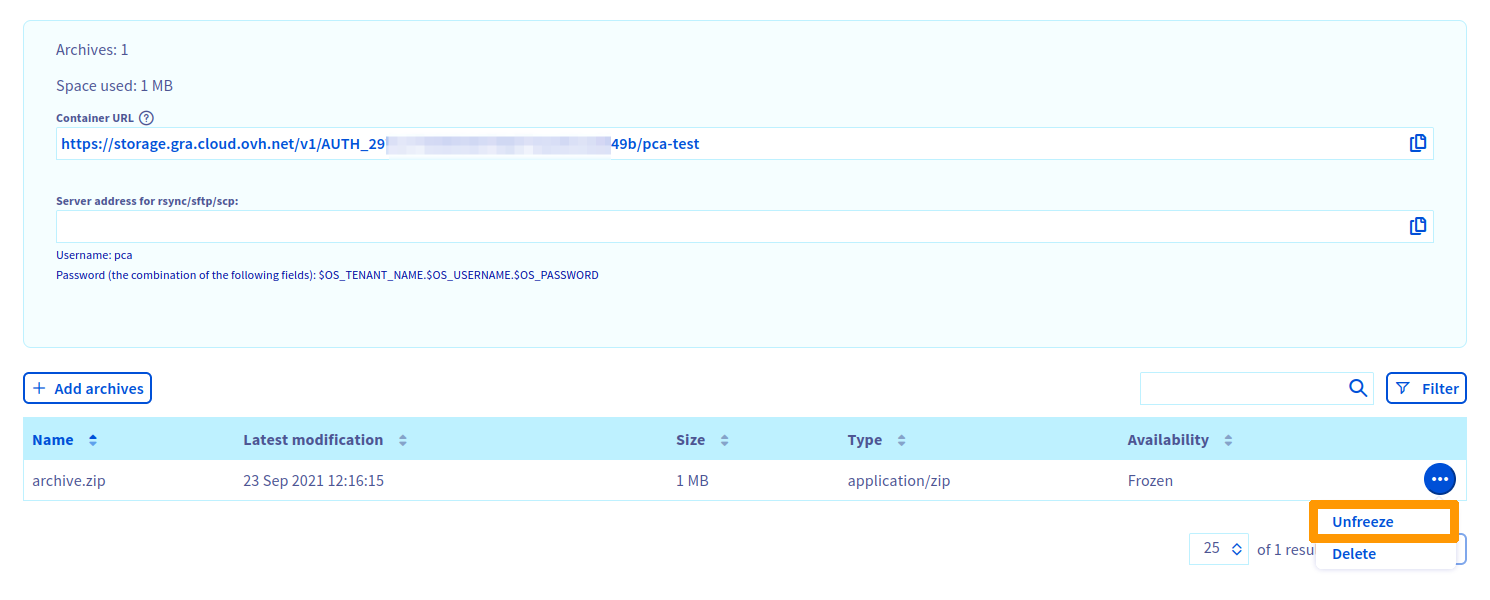 Archives: 1
Space used: 1 MB
Container URL ?
https://storage.gra.cloud.ovh.net/v1/AUTH_29 49b/pca-test
Server address for rsync/sftp/scp:
Username: pca
Password (the combination of the following fields): $OS_TENANT_NAME.$OS_USERNAME.$OS_PASSWORD
+ Add archives
Filter
Name Latest modification Size Type Availability
archive.zip 23 Sep 2021 12:16:15 1 MB application/zip Frozen
Unfreeze
25 of 1 resu
Delete